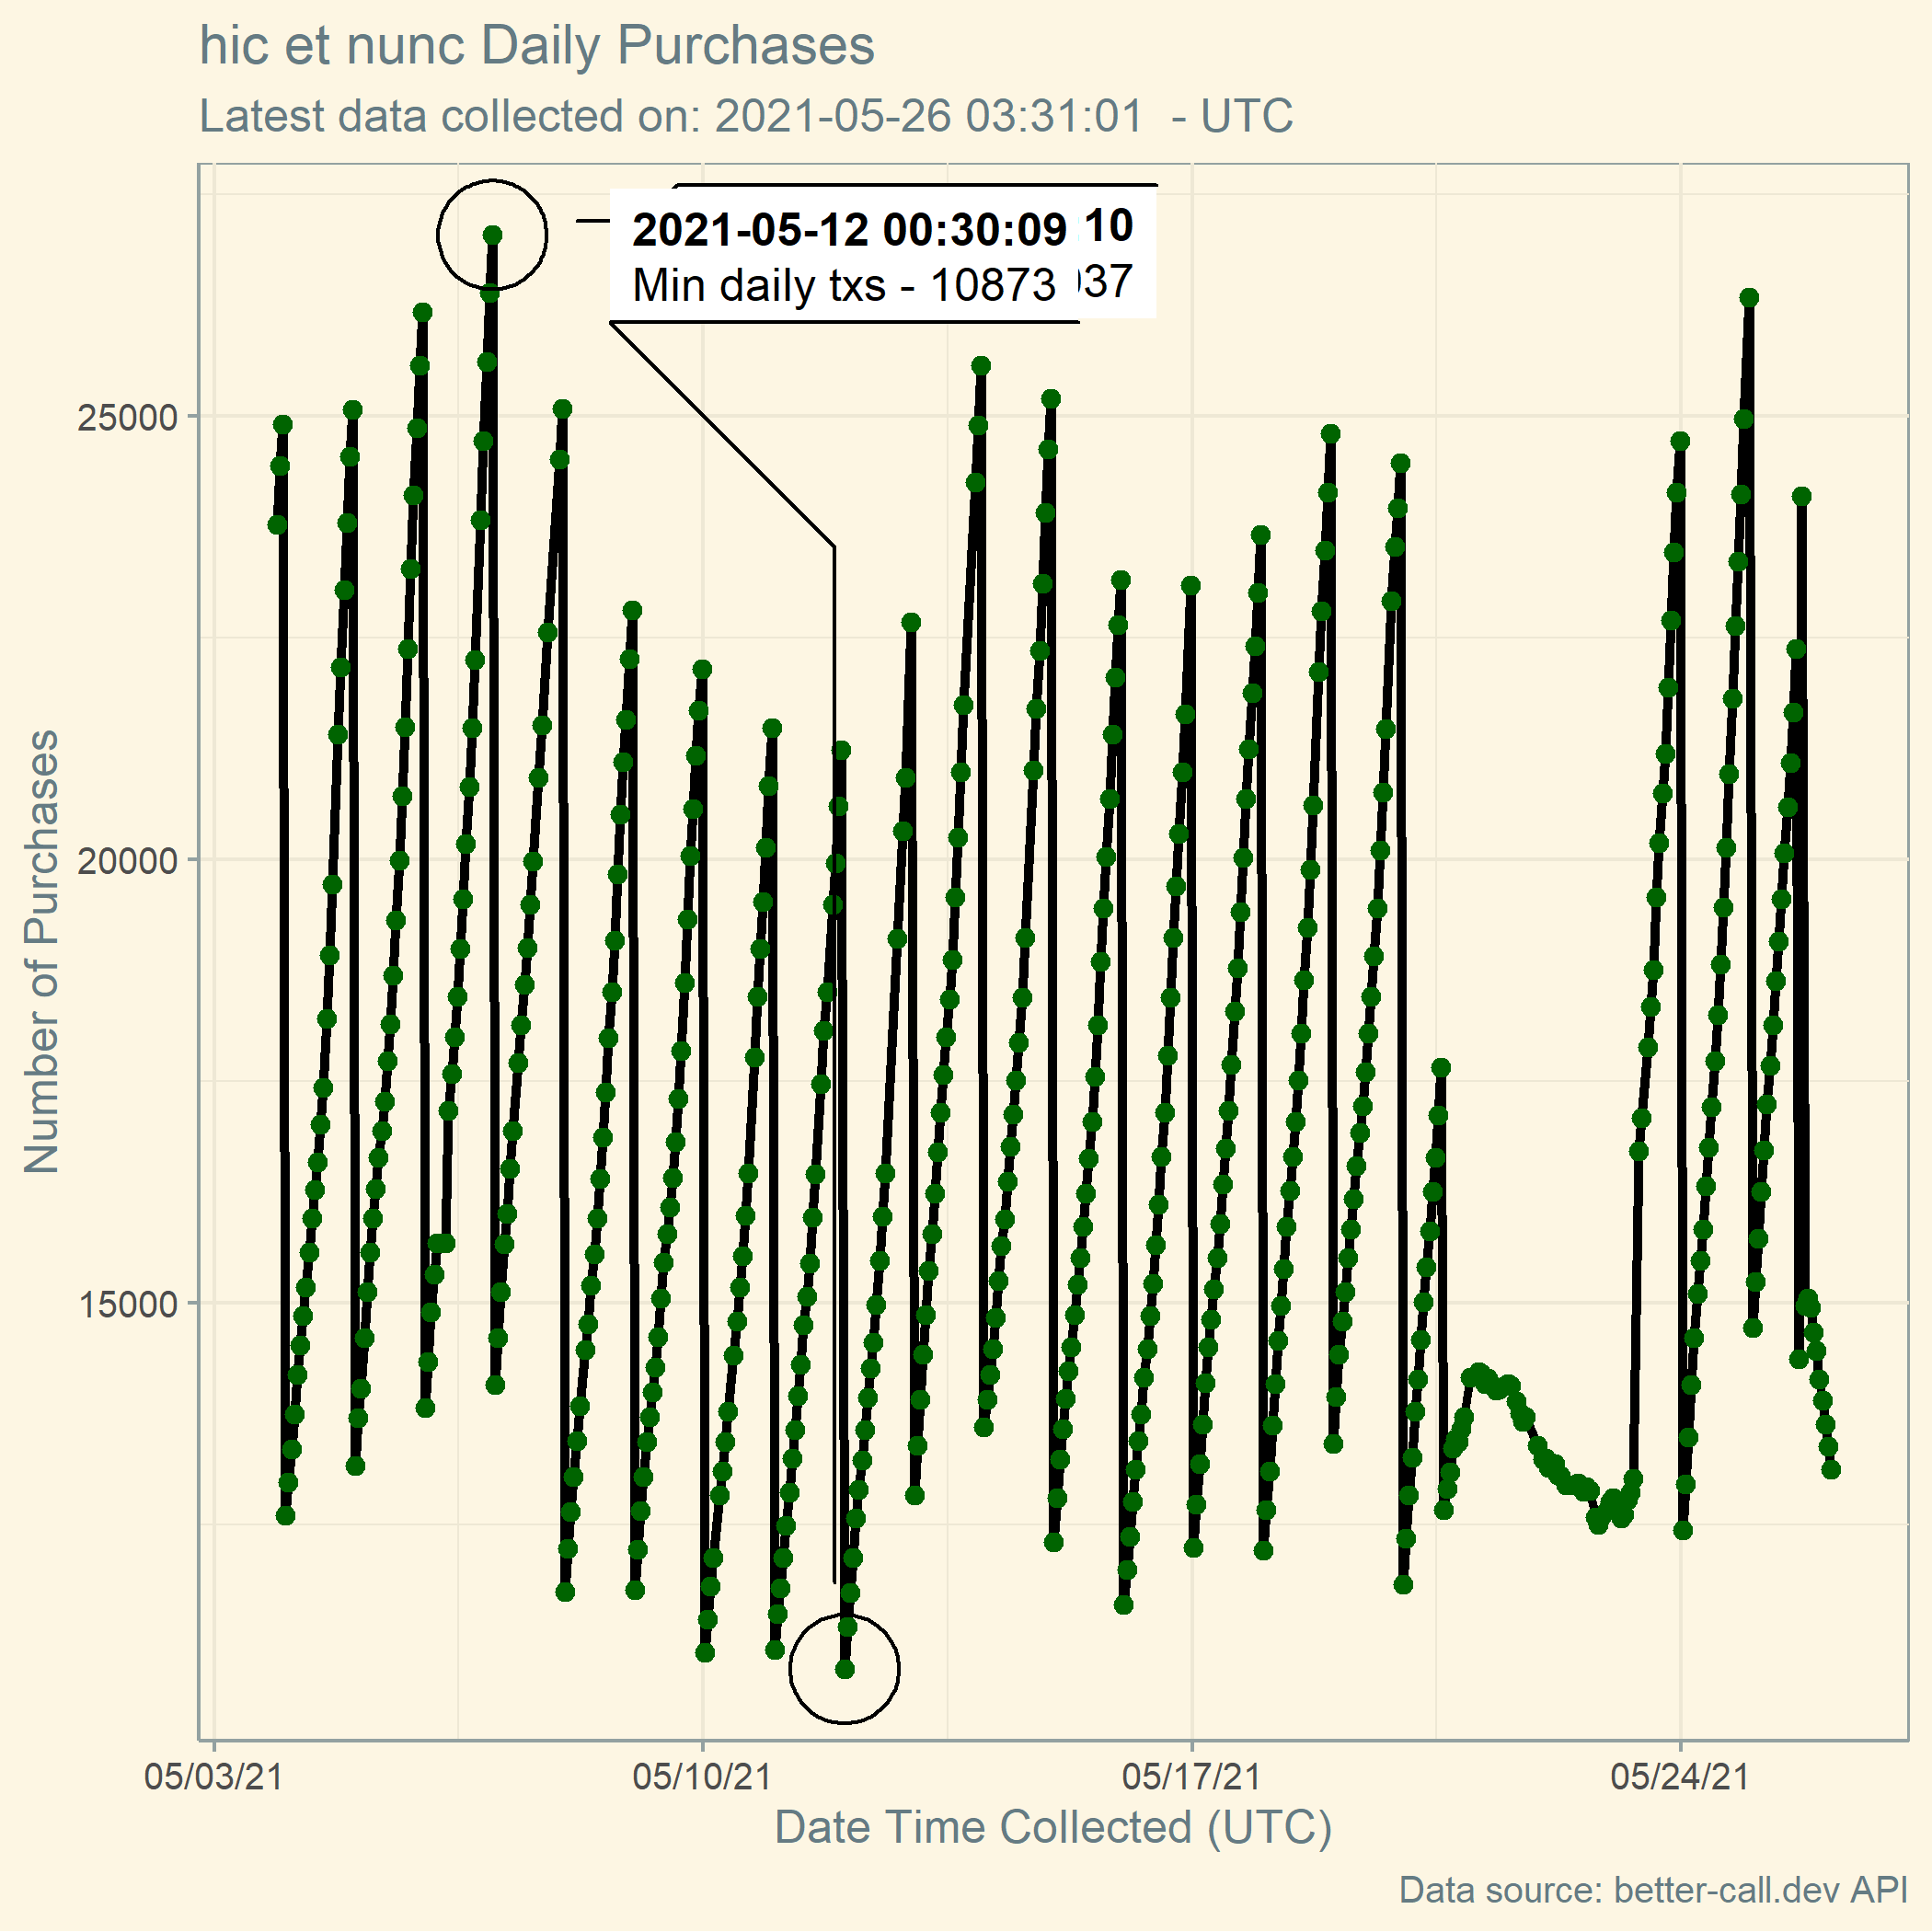 hic et nunc Daily Purchases
Latest data collected on: 2021-05-26 03:31:01 - UTC
2021-05-12 00:30:09 10
Min daily txs - 10873 37
25000
20000
15000
Number of Purchases
05/03/21 05/10/21 05/17/21 05/24/21
Date Time Collected (UTC)
Data source: better-call.dev API